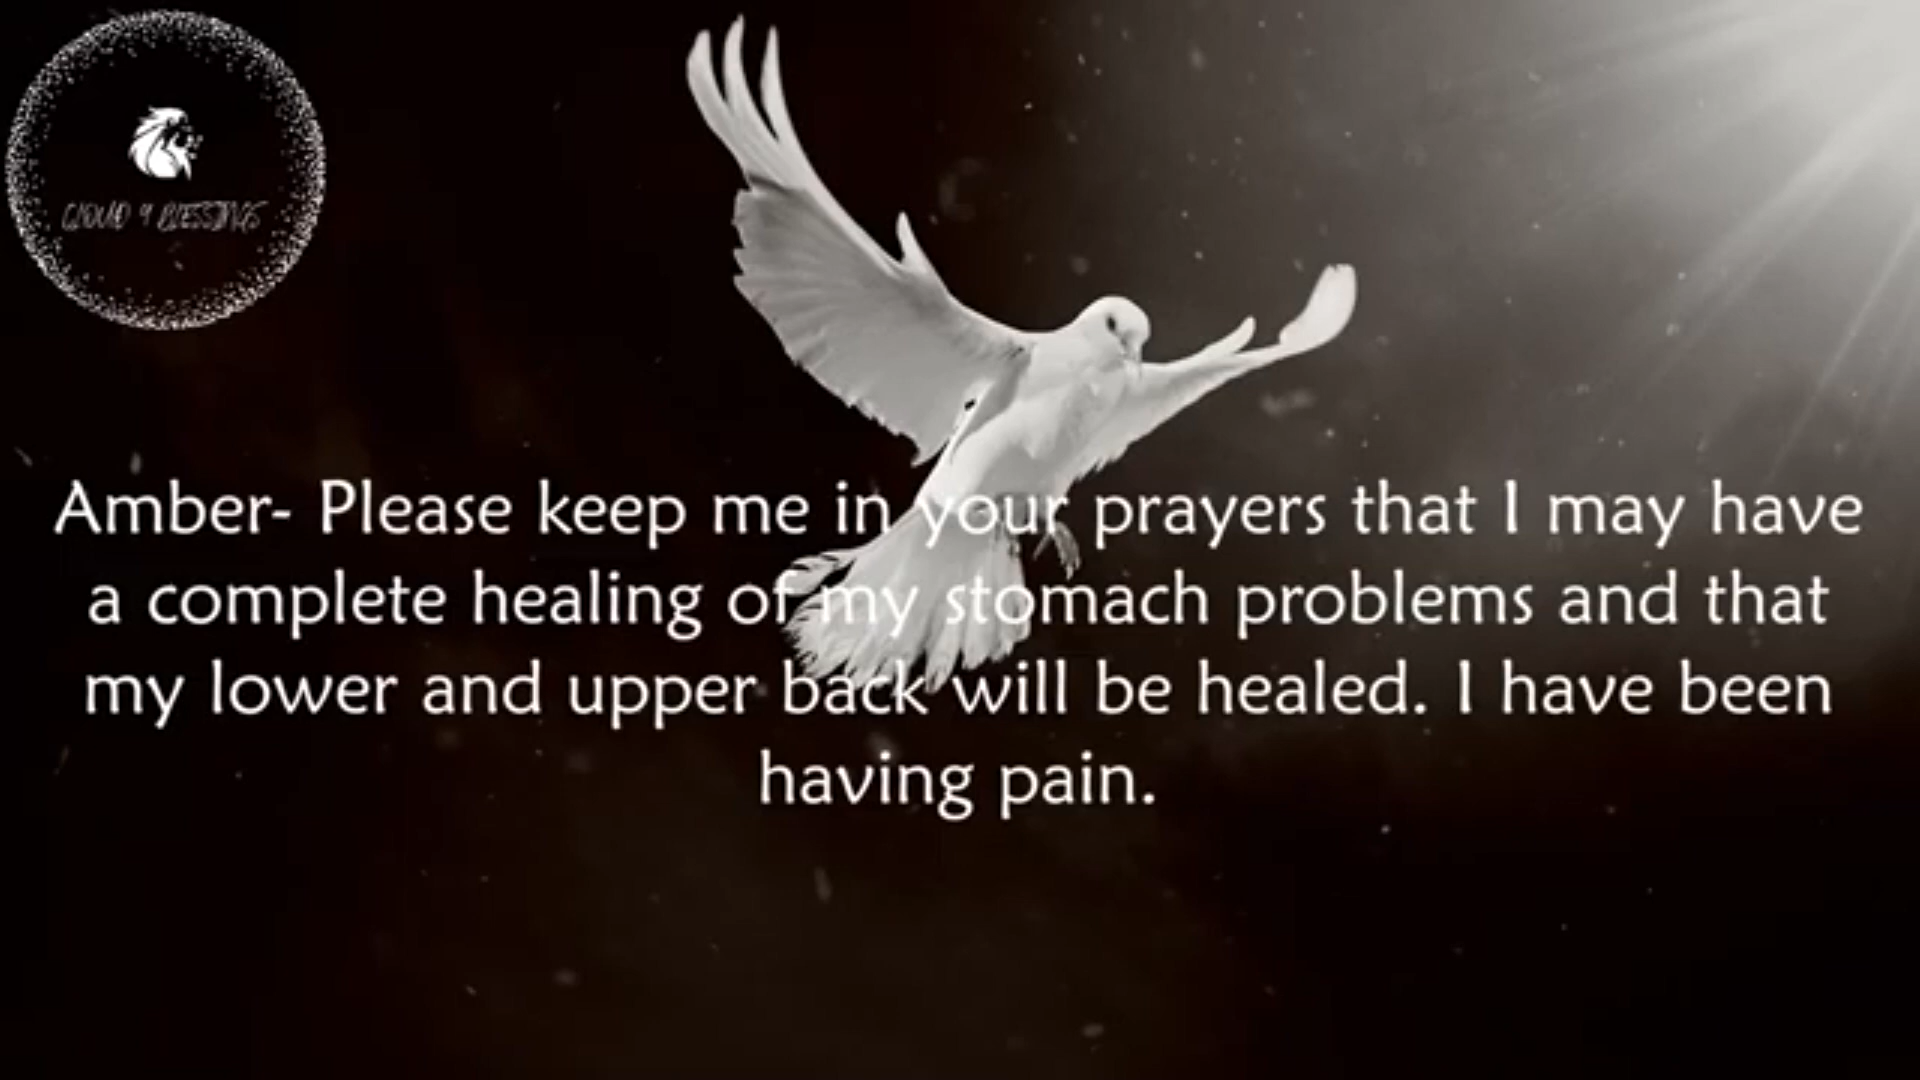 CLOUD 9 BLESSINGS
Amber- Please keep me in your prayers that I may have
a complete healing of my stomach problems and that
my lower and upper back will be healed. I have been
having pain.